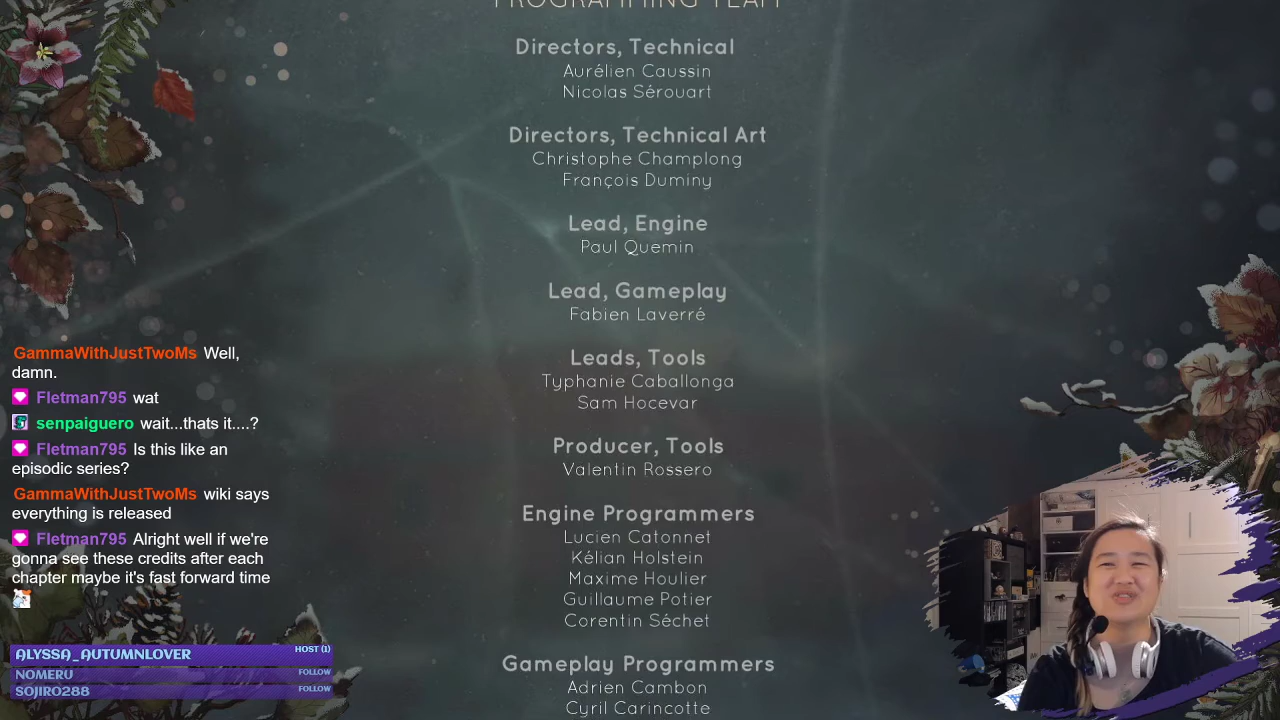 PROGRAMMING TEAM
Directors, Technical
Aurélien Caussin
Nicolas Sérouart
Directors, Technical Art
Christophe Champlong
François Duminy
Lead, Engine
Paul Quemin
Lead, Gameplay
Fabien Laverré
Leads, Tools
Typhanie Caballonga
Sam Hocevar
Producer, Tools
Valentin Rossero
Engine Programmers
Lucien Catonnet
Kélian Holstein
Maxime Houlier
Guillaume Potier
Corentin Séchet
Gameplay Programmers
Adrien Cambon
Cyril Carincotte
GammaWithJustTwoMs Well,
damn.
Fletman795 wat
senpaiguero wait...thats it....?
Fletman795 Is this like an
episodic series?
GammaWithJustTwoMs wiki says
everything is released
Fletman795 Alright well if we're
gonna see these credits after each
chapter maybe it's fast forward time
ALYSSA_AUTUMNLOVER HOST (1)
NOMERU FOLLOW
SOJIRO288 FOLLOW